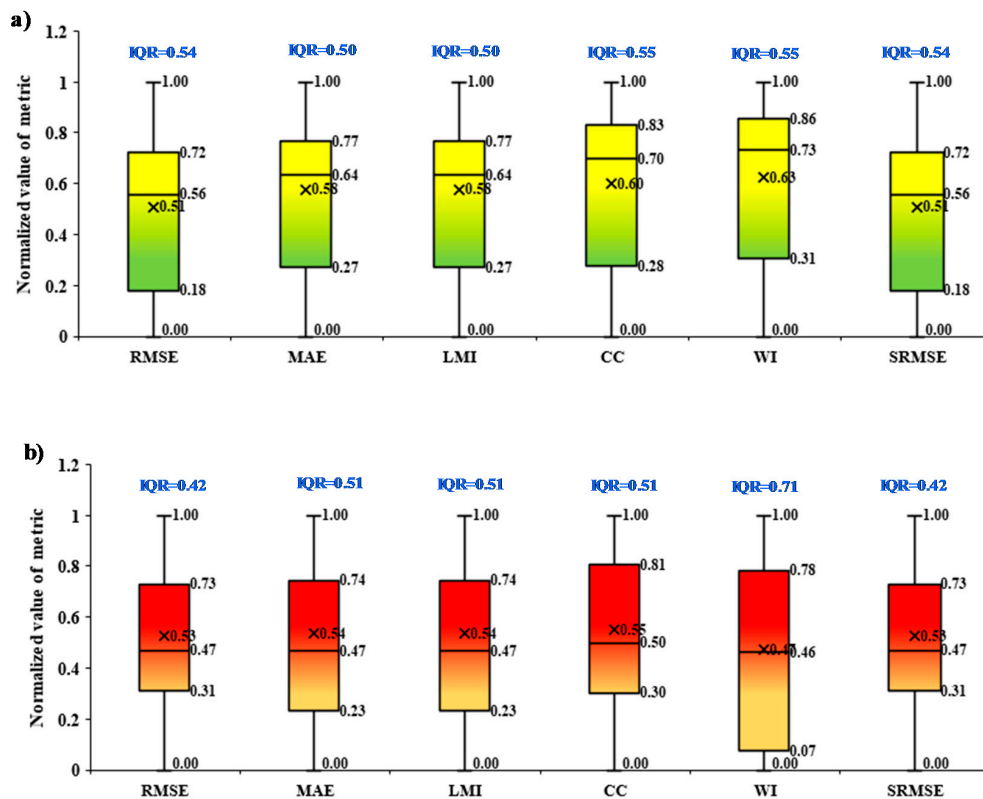 a)
Normalized value of metric
1.2
1
0.8
0.6
0.4
0.2
0
IQR=0.54 IQR=0.50 IQR=0.50 IQR=0.55 IQR=0.55 IQR=0.54
1.00 1.00 1.00 1.00 1.00 1.00
0.72 0.77 0.77 0.83 0.86 0.72
0.56 0.64 0.64 0.70 0.73 0.56
0.51 0.58 0.58 0.60 0.63 0.51
0.18 0.27 0.27 0.28 0.31 0.18
0.00 0.00 0.00 0.00 0.00 0.00
RMSE MAE LMI CC WI SRMSE
b)
Normalized value of metric
1.2
1
0.8
0.6
0.4
0.2
0
IQR=0.42 IQR=0.51 IQR=0.51 IQR=0.51 IQR=0.71 IQR=0.42
1.00 1.00 1.00 1.00 1.00 1.00
0.73 0.74 0.74 0.81 0.78 0.73
0.53 0.54 0.54 0.55 0.47 0.53
0.47 0.47 0.47 0.50 0.46 0.47
0.31 0.23 0.23 0.30 0.07 0.31
0.00 0.00 0.00 0.00 0.00 0.00
RMSE MAE LMI CC WI SRMSE